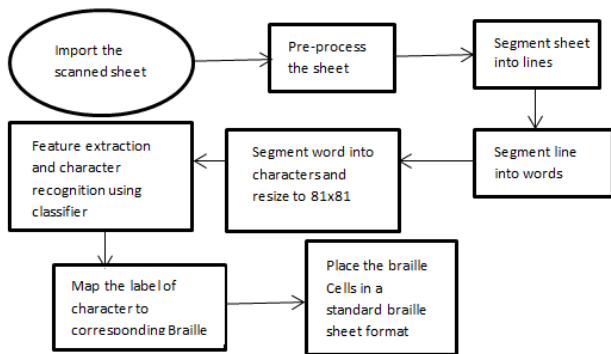 Import the
scanned sheet
Pre-process
the sheet
Segment sheet
into lines
Segment line
into words
Segment word into
characters and
resize to 81x81
Feature extraction
and character
recognition using
classifier
Map the label of
character to
corresponding Braille
Place the braille
Cells in a
standard braille
sheet format